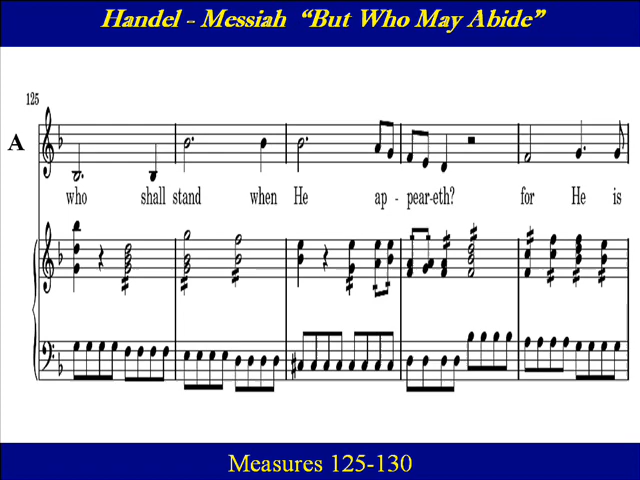 Handel - Messiah “But Who May Abide”
125
A
who shall stand when He ap - pear-eth? for He is
Measures 125-130